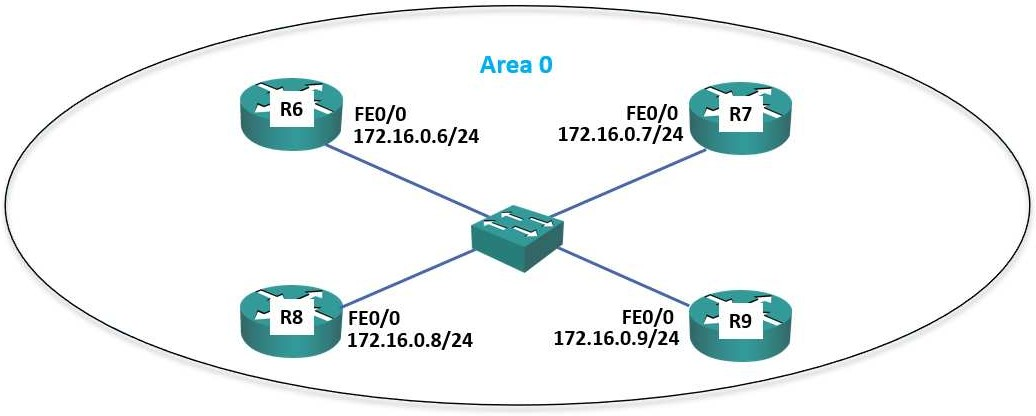 Area 0
R6
FE0/0
172.16.0.6/24
FE0/0
172.16.0.7/24
R7
R8
FE0/0
172.16.0.8/24
FE0/0
172.16.0.9/24
R9